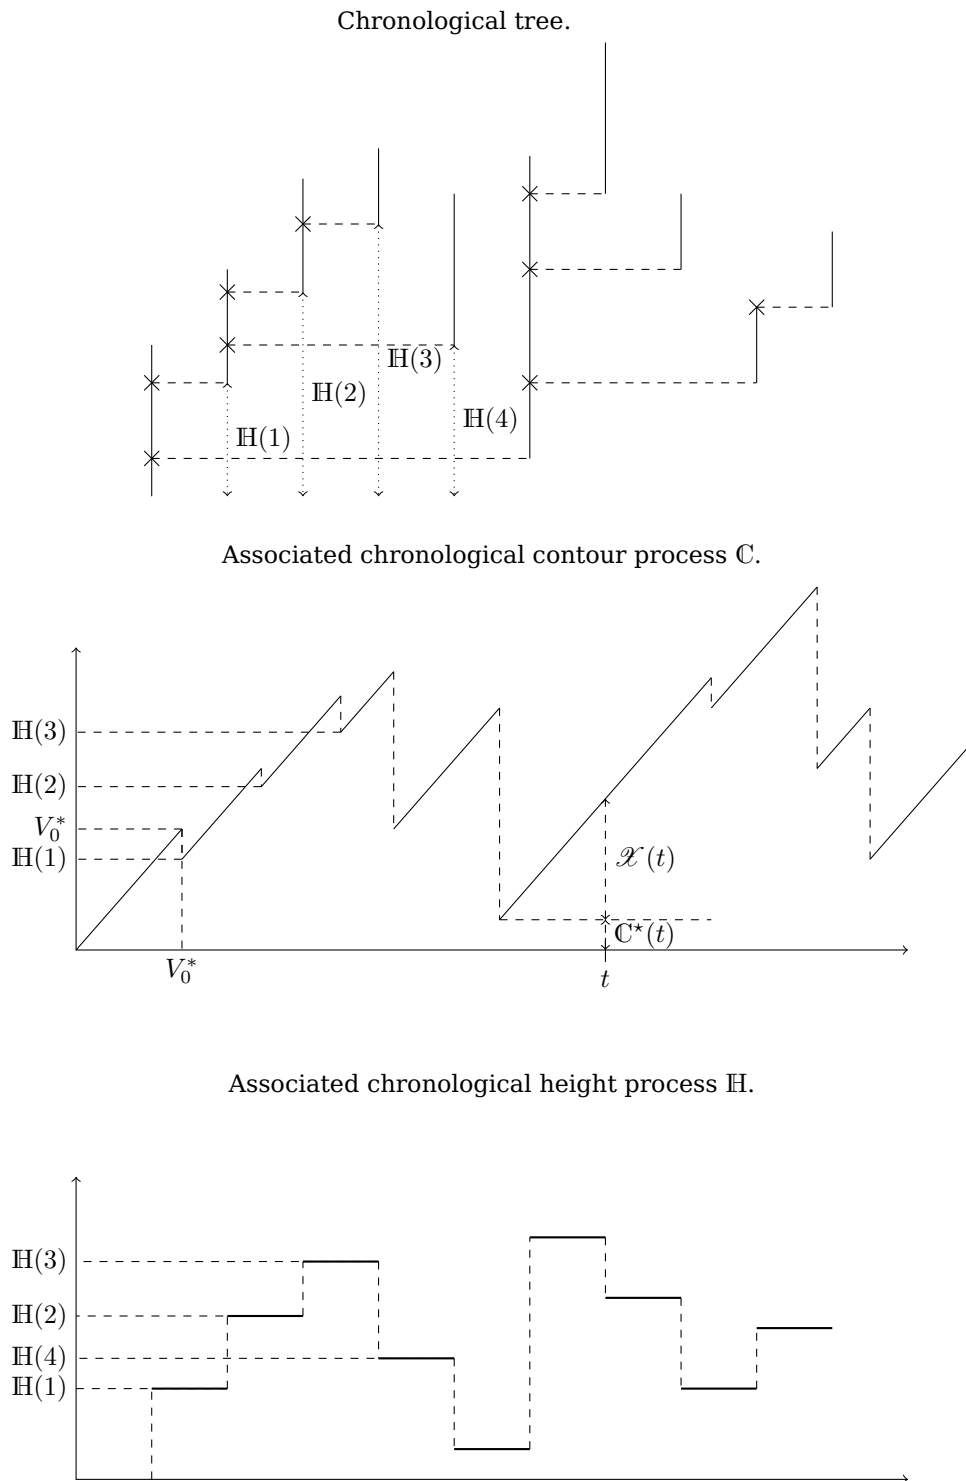 Chronological tree.
ℍ(3)
ℍ(2)
ℍ(4)
ℍ(1)
Associated chronological contour process ℂ.
ℍ(3)
ℍ(2)
V₀*
ℍ(1)
𝒳(t)
ℂ⋆(t)
V₀*
t
Associated chronological height process ℍ.
ℍ(3)
ℍ(2)
ℍ(4)
ℍ(1)